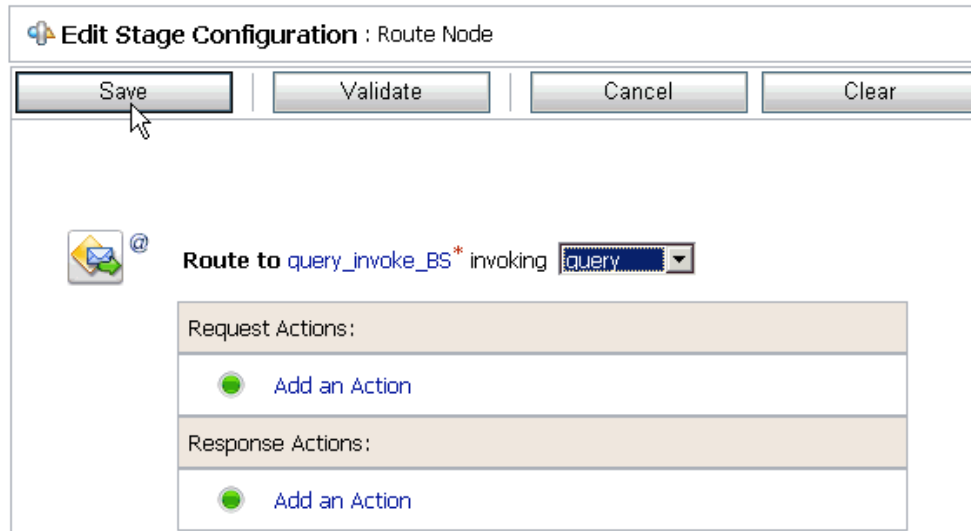 Edit Stage Configuration : Route Node
Save Validate Cancel Clear
@
Route to query_invoke_BS* invoking query
Request Actions:
Add an Action
Response Actions:
Add an Action